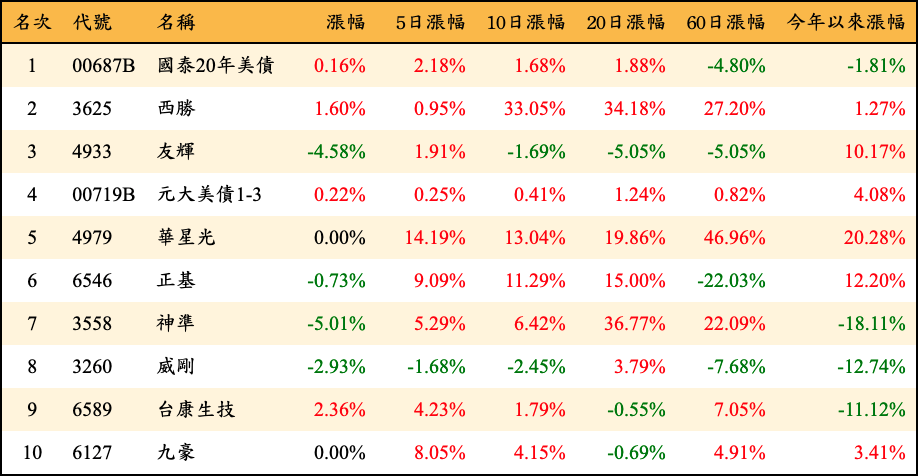 名次 代號 名稱 漲幅 5日漲幅 10日漲幅 20日漲幅 60日漲幅 今年以來漲幅
1 00687B 國泰20年美債 0.16% 2.18% 1.68% 1.88% -4.80% -1.81%
2 3625 西勝 1.60% 0.95% 33.05% 34.18% 27.20% 1.27%
3 4933 友輝 -4.58% 1.91% -1.69% -5.05% -5.05% 10.17%
4 00719B 元大美債1-3 0.22% 0.25% 0.41% 1.24% 0.82% 4.08%
5 4979 華星光 0.00% 14.19% 13.04% 19.86% 46.96% 20.28%
6 6546 正基 -0.73% 9.09% 11.29% 15.00% -22.03% 12.20%
7 3558 神準 -5.01% 5.29% 6.42% 36.77% 22.09% -18.11%
8 3260 威剛 -2.93% -1.68% -2.45% 3.79% -7.68% -12.74%
9 6589 台康生技 2.36% 4.23% 1.79% -0.55% 7.05% -11.12%
10 6127 九豪 0.00% 8.05% 4.15% -0.69% 4.91% 3.41%